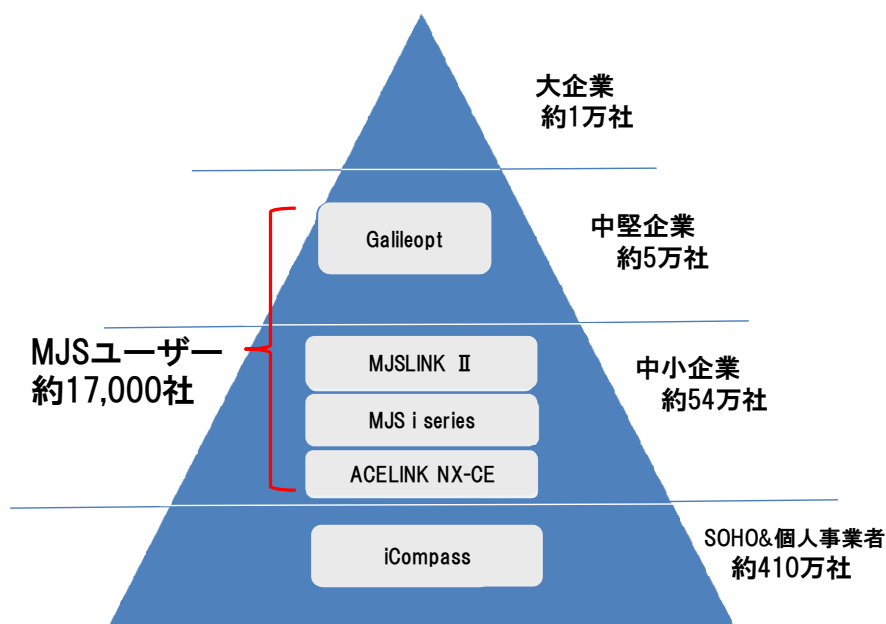 大企業
約1万社
Galileopt
中堅企業
約5万社
MJSユーザー
約17,000社
MJSLINK Ⅱ
中小企業
約54万社
MJS i series
ACELINK NX-CE
iCompass
SOHO&個人事業者
約410万社